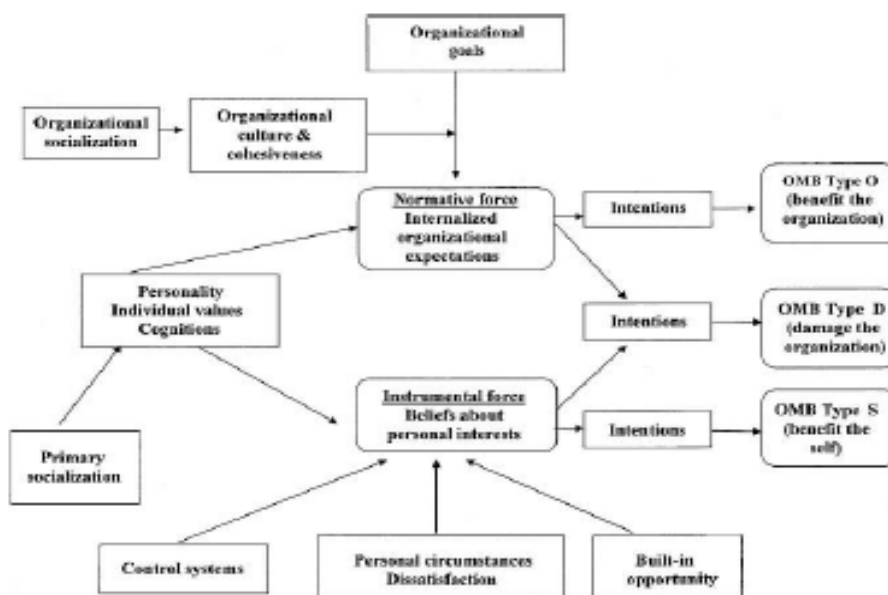 Organizational
goals
Organizational
socialization
Organizational
culture &
cohesiveness
Normative force
Internalized
organizational
expectations
Intentions
OMB Type O
(benefit the
organization)
Personality
Individual values
Cognitions
Intentions
OMB Type D
(damage the
organization)
Instrumental force
Beliefs about
personal interests
Intentions
OMB Type S
(benefit the
self)
Primary
socialization
Control systems
Personal circumstances
Dissatisfaction
Built-in
opportunity